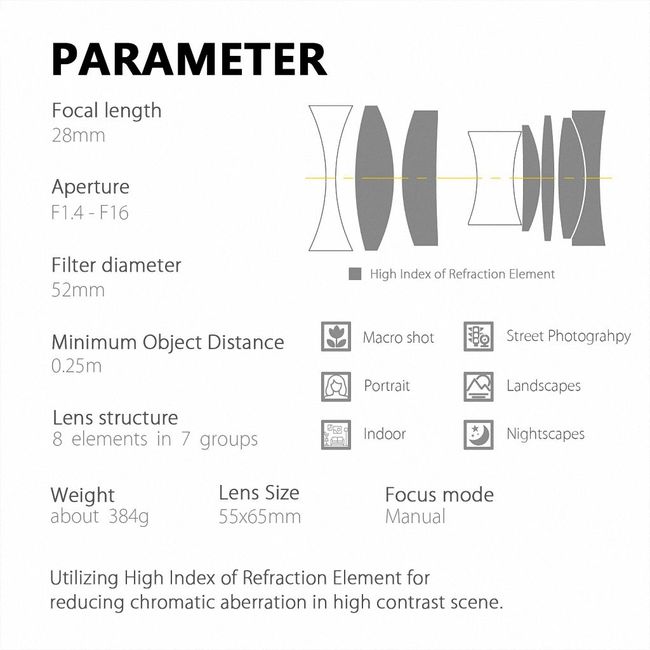 PARAMETER
Focal length
28mm
Aperture
F1.4 - F16
Filter diameter
52mm
Minimum Object Distance
0.25m
Lens structure
8 elements in 7 groups
High Index of Refraction Element
Macro shot
Street Photograhpy
Portrait
Landscapes
Indoor
Nightscapes
Weight
about 384g
Lens Size
55x65mm
Focus mode
Manual
Utilizing High Index of Refraction Element for
reducing chromatic aberration in high contrast scene.